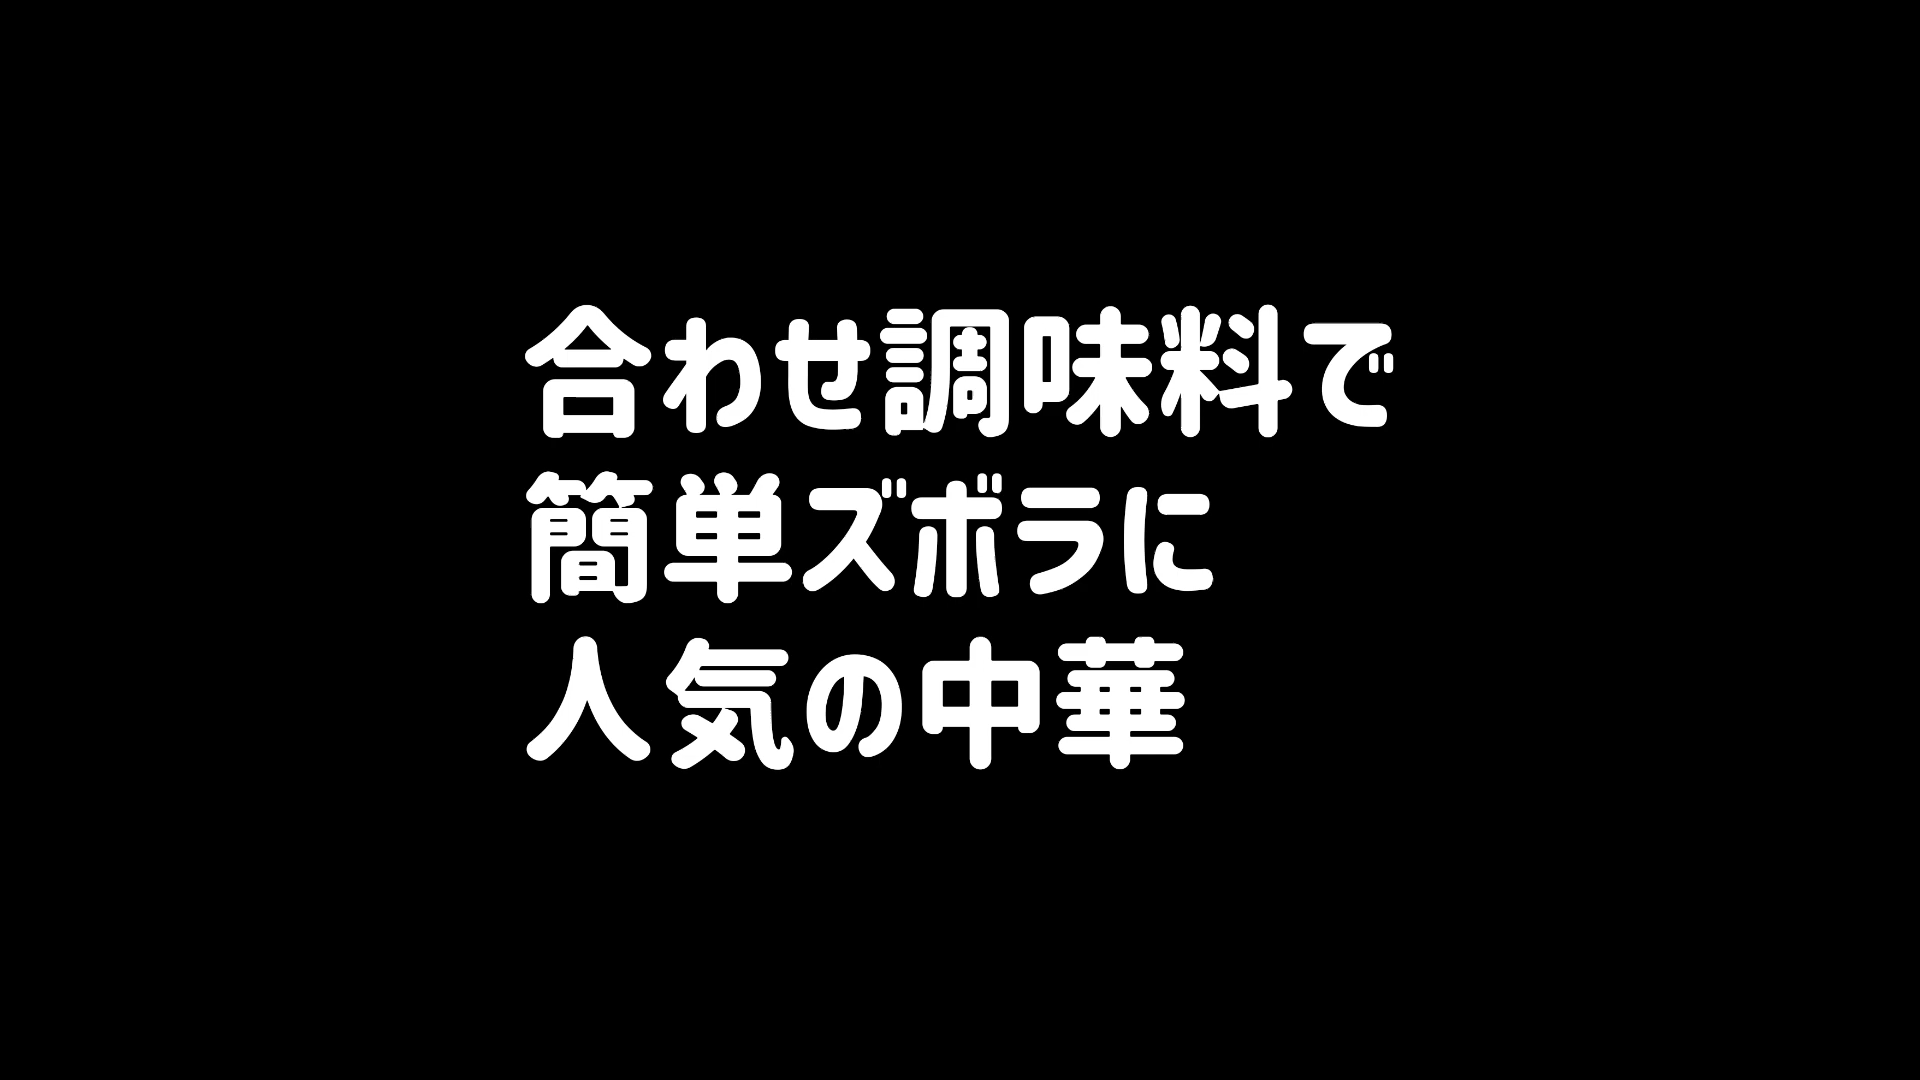 合わせ調味料で
簡単ズボラに
人気の中華